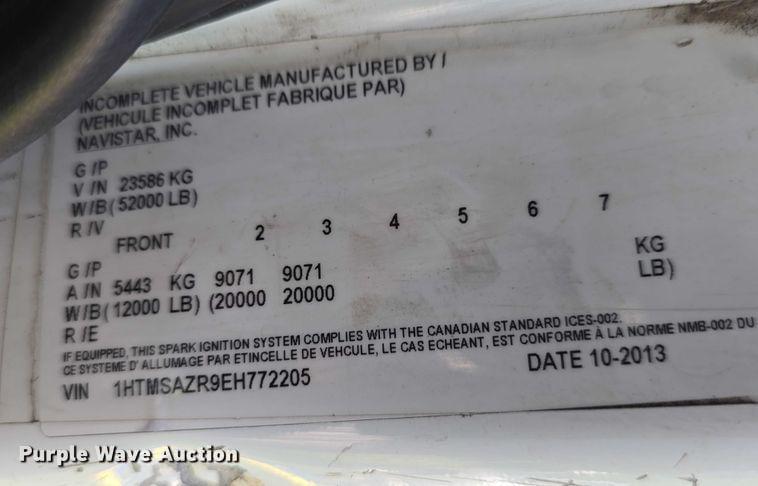 INCOMPLETE VEHICLE MANUFACTURED BY /
(VEHICULE INCOMPLET FABRIQUE PAR)
NAVISTAR, INC.
G /P
V /N 23586 KG
W/B( 52000 LB)
R /V
FRONT 2 3 4 5 6 7
G /P
A /N 5443 KG 9071 9071 KG
W/B( 12000 LB) (20000 20000 LB)
R /E
IF EQUIPPED, THIS SPARK IGNITION SYSTEM COMPLIES WITH THE CANADIAN STANDARD ICES-002.
CE SYSTEME D' ALLUMAGE PAR ETINCELLE DE VEHCULE, LE CAS ECHEANT, EST CONFORME À LA NORME NMB-002 DU
VIN 1HTMSAZR9EH772205 DATE 10-2013
Purple Wave Auction